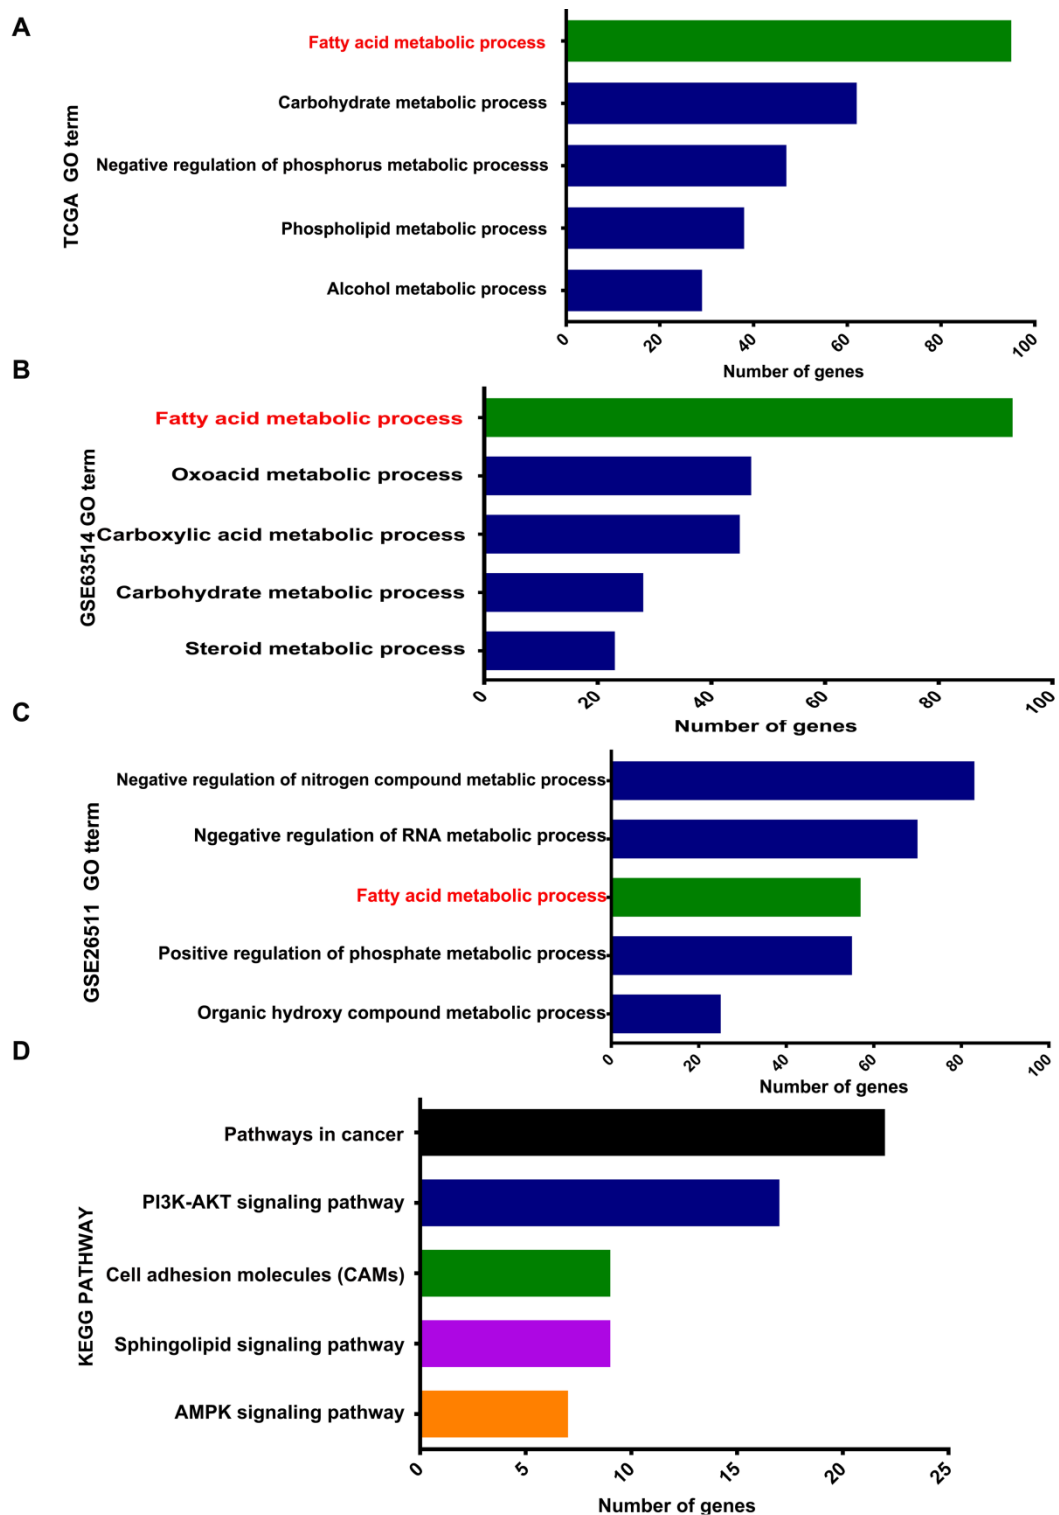 A
TCGA GO term
Fatty acid metabolic process
Carbohydrate metabolic process
Negative regulation of phosphorus metabolic processs
Phospholipid metabolic process
Alcohol metabolic process
0 20 40 60 80 100
Number of genes
B
GSE63514 GO term
Fatty acid metabolic process
Oxoacid metabolic process
Carboxylic acid metabolic process
Carbohydrate metabolic process
Steroid metabolic process
0 20 40 60 80 100
Number of genes
C
GSE26511 GO tterm
Negative regulation of nitrogen compound metablic process
Ngegative regulation of RNA metabolic process
Fatty acid metabolic process
Positive regulation of phosphate metabolic process
Organic hydroxy compound metabolic process
0 20 40 60 80 100
Number of genes
D
KEGG PATHWAY
Pathways in cancer
PI3K-AKT signaling pathway
Cell adhesion molecules (CAMs)
Sphingolipid signaling pathway
AMPK signaling pathway
0 5 10 15 20 25
Number of genes